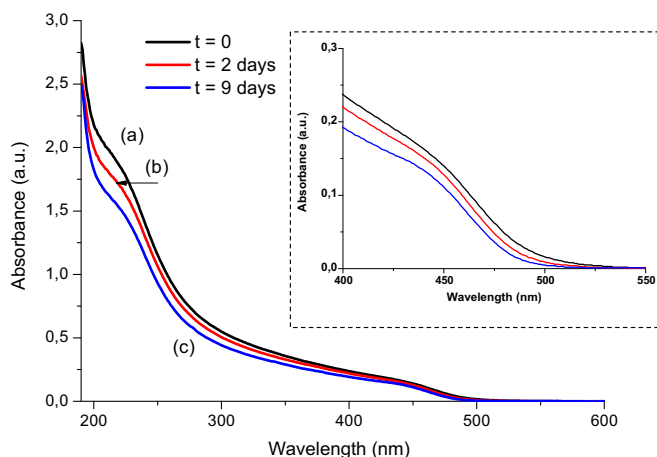 t = 0
t = 2 days
t = 9 days
(a)
(b)
(c)
3,0
2,5
2,0
1,5
1,0
0,5
0,0
200
300
400
500
600
Absorbance (a.u.)
Wavelength (nm)
0,3
0,2
0,1
0,0
400
450
500
550
Absorbance (a.u.)
Wavelength (nm)